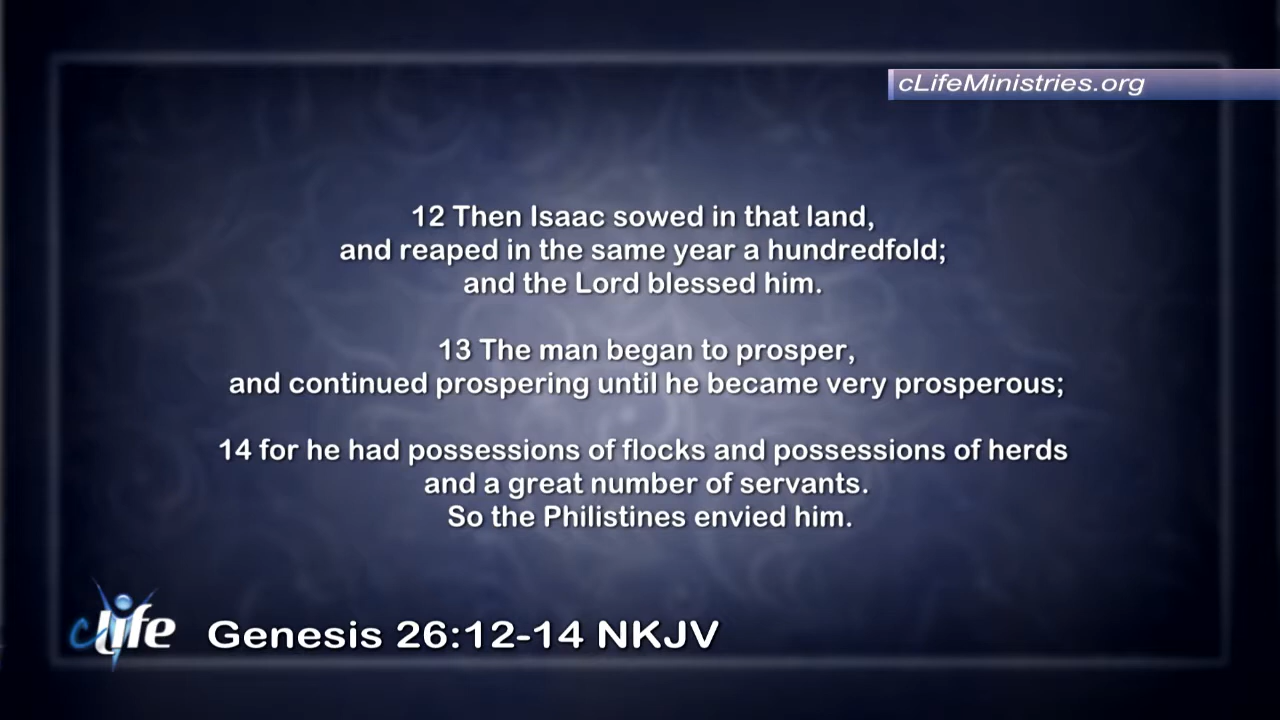 cLifeMinistries.org
12 Then Isaac sowed in that land,
and reaped in the same year a hundredfold;
and the Lord blessed him.
13 The man began to prosper,
and continued prospering until he became very prosperous;
14 for he had possessions of flocks and possessions of herds
and a great number of servants.
So the Philistines envied him.
cLife
Genesis 26:12-14 NKJV